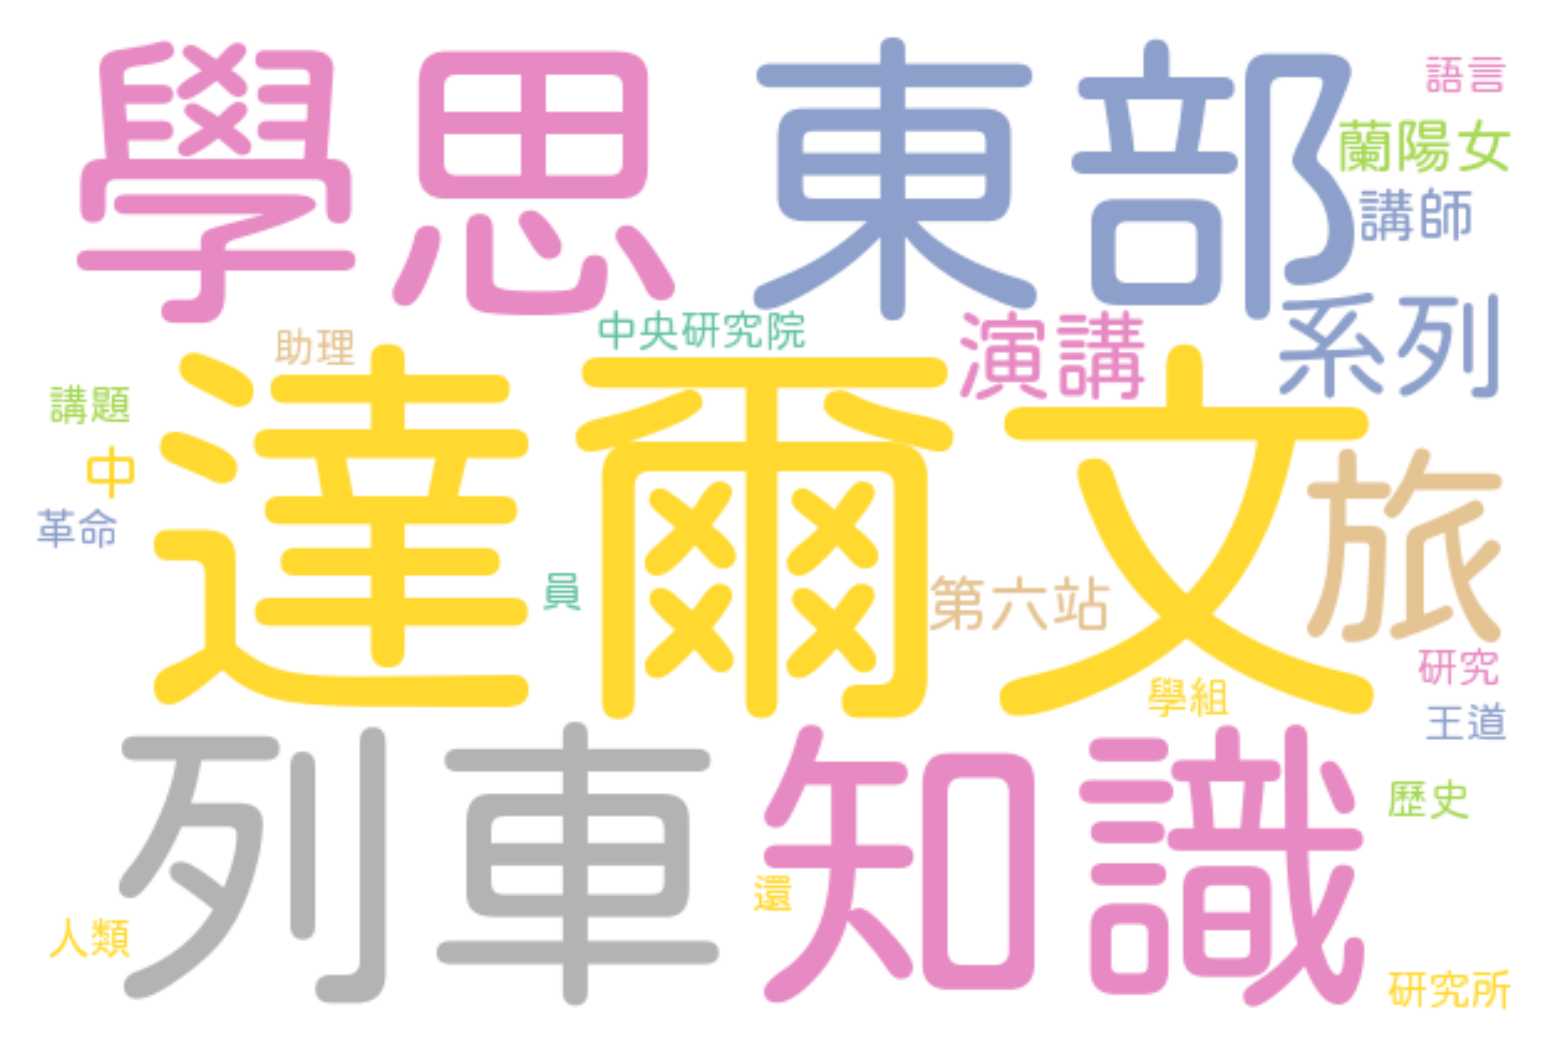 學思
東部
語言
蘭陽女
講師
系列
助理
中央研究院
演講
講題
中
革命
達爾文
旅
員
第六站
研究
學組
王道
列車
知識
歷史
還
人類
研究所